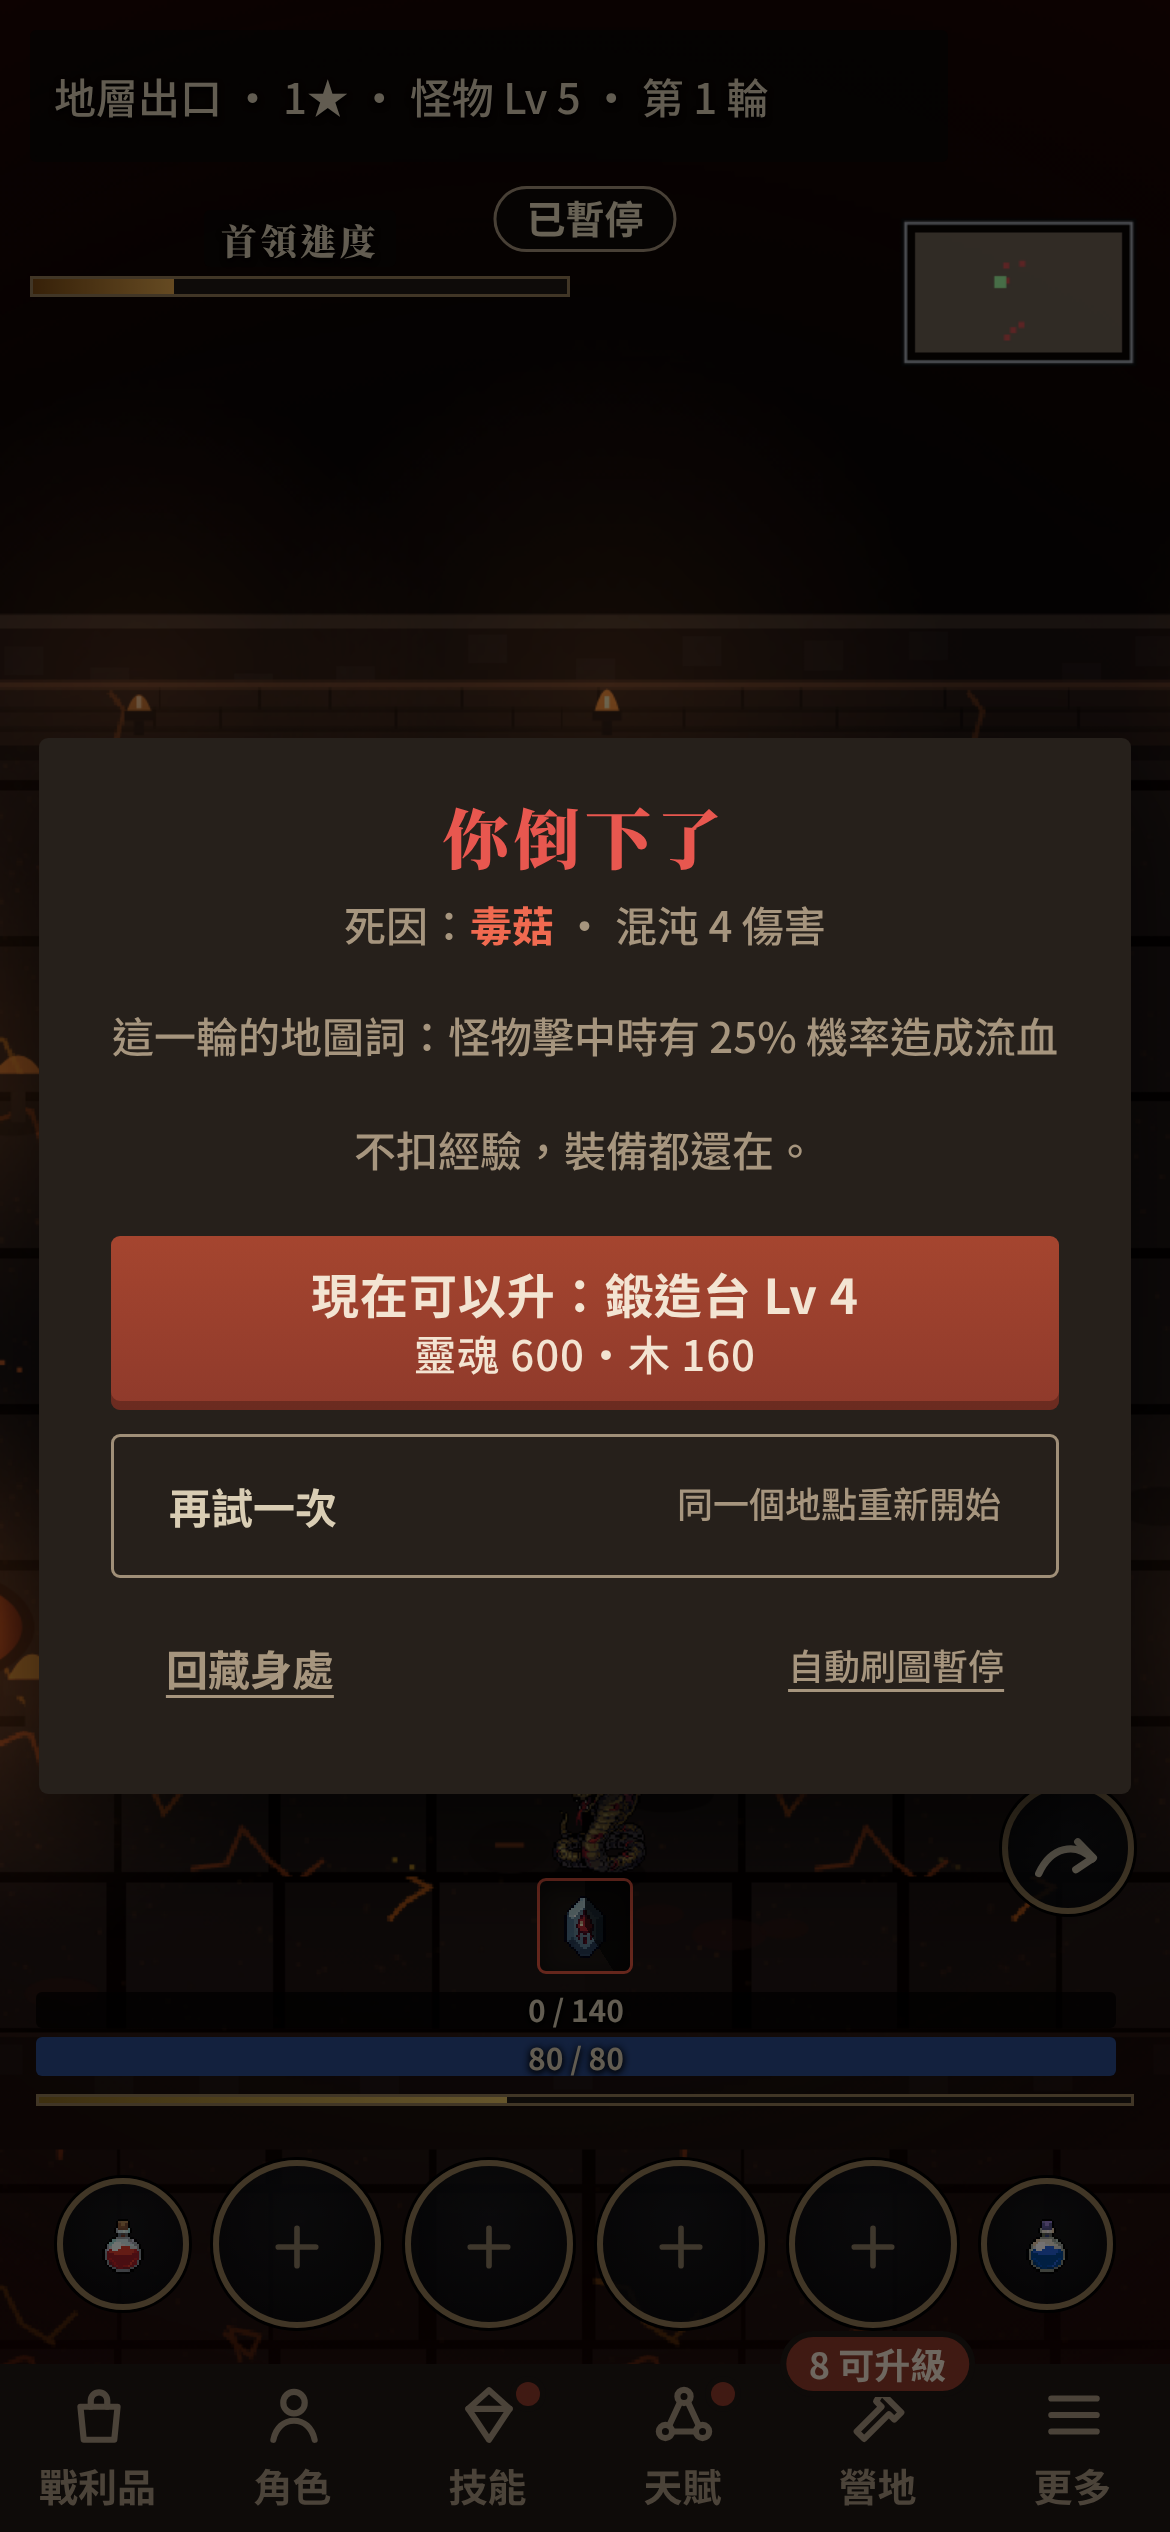 地層出口 · 1★ · 怪物 Lv 5 · 第 1 輪
已暫停
首領進度
你倒下了
死因：毒菇 · 混沌 4 傷害
這一輪的地圖詞：怪物擊中時有 25% 機率造成流血
不扣經驗，裝備都還在。
現在可以升：鍛造台 Lv 4
靈魂 600·木 160
再試一次 同一個地點重新開始
回藏身處 自動刷圖暫停
0 / 140
80 / 80
8 可升級
戰利品 角色 技能 天賦 營地 更多